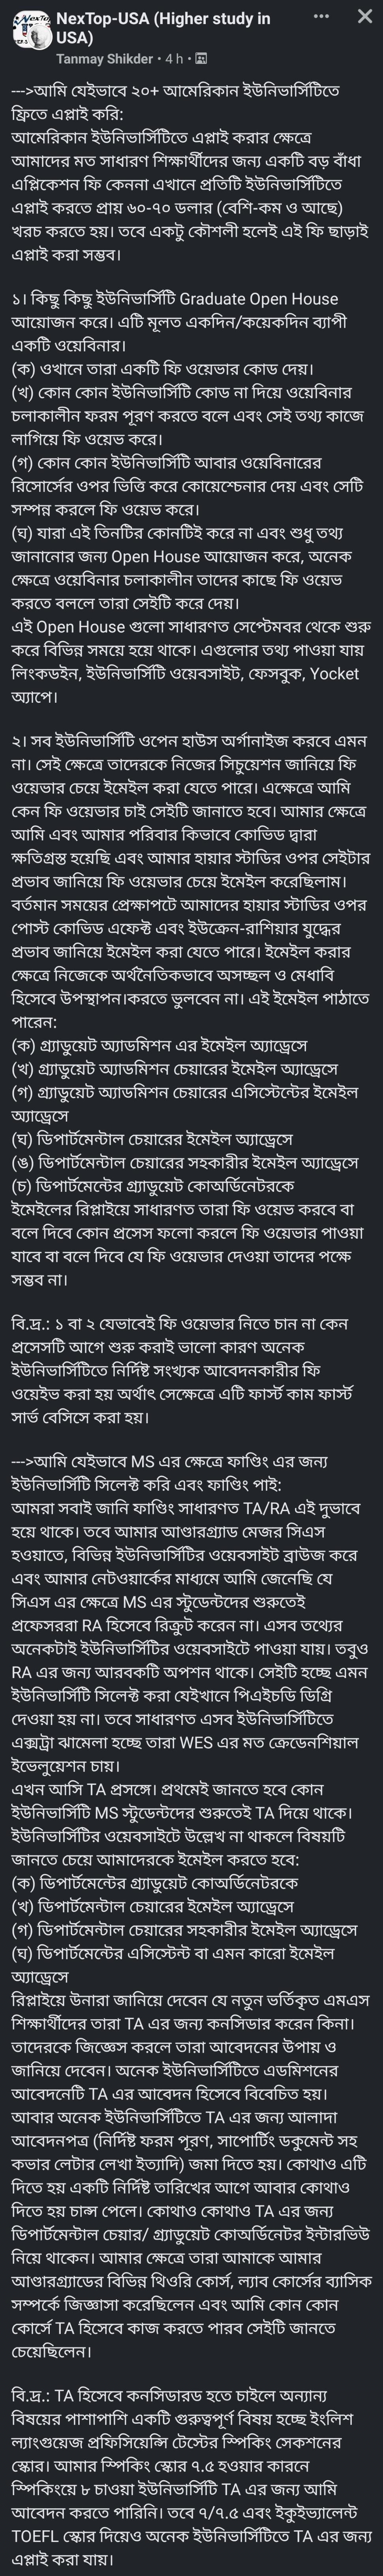 NexTop-USA (Higher study in
USA)
Tanmay Shikder · 4 h ·
--->আমি যেইভাবে ২০+ আমেরিকান ইউনিভার্সিটিতে
ফ্রিতে এপ্লাই করি:
আমেরিকান ইউনিভার্সিটিতে এপ্লাই করার ক্ষেত্রে
আমাদের মত সাধারণ শিক্ষার্থীদের জন্য একটি বড় বাঁধা
এপ্লিকেশন ফি কেননা এখানে প্রতিটি ইউনিভার্সিটিতে
এপ্লাই করতে প্রায় ৬০-৭০ ডলার (বেশি-কম ও আছে)
খরচ করতে হয়। তবে একটু কৌশলী হলেই এই ফি ছাড়াই
এপ্লাই করা সম্ভব।
১। কিছু কিছু ইউনিভার্সিটি Graduate Open House
আয়োজন করে। এটি মূলত একদিন/কয়েকদিন ব্যাপী
একটি ওয়েবিনার।
(ক) ওখানে তারা একটি ফি ওয়েভার কোড দেয়।
(খ) কোন কোন ইউনিভার্সিটি কোড না দিয়ে ওয়েবিনার
চলাকালীন ফরম পূরণ করতে বলে এবং সেই তথ্য কাজে
লাগিয়ে ফি ওয়েভ করে।
(গ) কোন কোন ইউনিভার্সিটি আবার ওয়েবিনারের
রিসোর্সের ওপর ভিত্তি করে কোয়েশ্চেনার দেয় এবং সেটি
সম্পন্ন করলে ফি ওয়েভ করে।
(ঘ) যারা এই তিনটির কোনটিই করে না এবং শুধু তথ্য
জানানোর জন্য Open House আয়োজন করে, অনেক
ক্ষেত্রে ওয়েবিনার চলাকালীন তাদের কাছে ফি ওয়েভ
করতে বললে তারা সেইটি করে দেয়।
এই Open House গুলো সাধারণত সেপ্টেমবর থেকে শুরু
করে বিভিন্ন সময়ে হয়ে থাকে। এগুলোর তথ্য পাওয়া যায়
লিংকডইন, ইউনিভার্সিটি ওয়েবসাইট, ফেসবুক, Yocket
অ্যাপে।
২। সব ইউনিভার্সিটি ওপেন হাউস অর্গানাইজ করবে এমন
না। সেই ক্ষেত্রে তাদেরকে নিজের সিচুয়েশন জানিয়ে ফি
ওয়েভার চেয়ে ইমেইল করা যেতে পারে। এক্ষেত্রে আমি
কেন ফি ওয়েভার চাই সেইটি জানাতে হবে। আমার ক্ষেত্রে
আমি এবং আমার পরিবার কিভাবে কোভিড দ্বারা
ক্ষতিগ্রস্ত হয়েছি এবং আমার হায়ার স্টাডির ওপর সেইটার
প্রভাব জানিয়ে ফি ওয়েভার চেয়ে ইমেইল করেছিলাম।
বর্তমান সময়ের প্রেক্ষাপটে আমাদের হায়ার স্টাডির ওপর
পোস্ট কোভিড এফেক্ট এবং ইউক্রেন-রাশিয়ার যুদ্ধের
প্রভাব জানিয়ে ইমেইল করা যেতে পারে। ইমেইল করার
ক্ষেত্রে নিজেকে অর্থনৈতিকভাবে অসচ্ছল ও মেধাবি
হিসেবে উপস্থাপন।করতে ভুলবেন না। এই ইমেইল পাঠাতে
পারেন:
(ক) গ্র্যাডুয়েট অ্যাডমিশন এর ইমেইল অ্যাড্রেসে
(খ) গ্র্যাডুয়েট অ্যাডমিশন চেয়ারের ইমেইল অ্যাড্রেসে
(গ) গ্র্যাডুয়েট অ্যাডমিশন চেয়ারের এসিস্টেন্টের ইমেইল
অ্যাড্রেসে
(ঘ) ডিপার্টমেন্টাল চেয়ারের ইমেইল অ্যাড্রেসে
(ঙ) ডিপার্টমেন্টাল চেয়ারের সহকারীর ইমেইল অ্যাড্রেসে
(চ) ডিপার্টমেন্টের গ্র্যাডুয়েট কোঅর্ডিনেটরকে
ইমেইলের রিপ্লাইয়ে সাধারণত তারা ফি ওয়েভ করবে বা
বলে দিবে কোন প্রসেস ফলো করলে ফি ওয়েভার পাওয়া
যাবে বা বলে দিবে যে ফি ওয়েভার দেওয়া তাদের পক্ষে
সম্ভব না।
বি.দ্র.: ১ বা ২ যেভাবেই ফি ওয়েভার নিতে চান না কেন
প্রসেসটি আগে শুরু করাই ভালো কারণ অনেক
ইউনিভার্সিটিতে নির্দিষ্ট সংখ্যক আবেদনকারীর ফি
ওয়েইভ করা হয় অর্থাৎ সেক্ষেত্রে এটি ফার্স্ট কাম ফার্স্ট
সার্ভ বেসিসে করা হয়।
--->আমি যেইভাবে MS এর ক্ষেত্রে ফাণ্ডিং এর জন্য
ইউনিভার্সিটি সিলেক্ট করি এবং ফাণ্ডিং পাই:
আমরা সবাই জানি ফাণ্ডিং সাধারণত TA/RA এই দুভাবে
হয়ে থাকে। তবে আমার আণ্ডারগ্র্যাড মেজর সিএস
হওয়াতে, বিভিন্ন ইউনিভার্সিটির ওয়েবসাইট ব্রাউজ করে
এবং আমার নেটওয়ার্কের মাধ্যমে আমি জেনেছি যে
সিএস এর ক্ষেত্রে MS এর স্টুডেন্টদের শুরুতেই
প্রফেসররা RA হিসেবে রিক্রুট করেন না। এসব তথ্যের
অনেকটাই ইউনিভার্সিটির ওয়েবসাইটে পাওয়া যায়। তবুও
RA এর জন্য আরবকটি অপশন থাকে। সেইটি হচ্ছে এমন
ইউনিভার্সিটি সিলেক্ট করা যেইখানে পিএইচডি ডিগ্রি
দেওয়া হয় না। তবে সাধারণত এসব ইউনিভার্সিটিতে
এক্সট্রা ঝামেলা হচ্ছে তারা WES এর মত ক্রেডেনশিয়াল
ইভেলুয়েশন চায়।
এখন আসি TA প্রসঙ্গে। প্রথমেই জানতে হবে কোন
ইউনিভার্সিটি MS স্টুডেন্টদের শুরুতেই TA দিয়ে থাকে।
ইউনিভার্সিটির ওয়েবসাইটে উল্লেখ না থাকলে বিষয়টি
জানতে চেয়ে আমাদেরকে ইমেইল করতে হবে:
(ক) ডিপার্টমেন্টের গ্র্যাডুয়েট কোঅর্ডিনেটরকে
(খ) ডিপার্টমেন্টাল চেয়ারের ইমেইল অ্যাড্রেসে
(গ) ডিপার্টমেন্টাল চেয়ারের সহকারীর ইমেইল অ্যাড্রেসে
(ঘ) ডিপার্টমেন্টের এসিস্টেন্ট বা এমন কারো ইমেইল
অ্যাড্রেসে
রিপ্লাইয়ে উনারা জানিয়ে দেবেন যে নতুন ভর্তিকৃত এমএস
শিক্ষার্থীদের তারা TA এর জন্য কনসিডার করেন কিনা।
তাদেরকে জিজ্ঞেস করলে তারা আবেদনের উপায় ও
জানিয়ে দেবেন। অনেক ইউনিভার্সিটিতে এডমিশনের
আবেদনেটি TA এর আবেদন হিসেবে বিবেচিত হয়।
আবার অনেক ইউনিভার্সিটিতে TA এর জন্য আলাদা
আবেদনপত্র (নির্দিষ্ট ফরম পূরণ, সাপোর্টিং ডকুমেন্ট সহ
কভার লেটার লেখা ইত্যাদি) জমা দিতে হয়। কোথাও এটি
দিতে হয় একটি নির্দিষ্ট তারিখের আগে আবার কোথাও
দিতে হয় চান্স পেলে। কোথাও কোথাও TA এর জন্য
ডিপার্টমেন্টাল চেয়ার/ গ্র্যাডুয়েট কোঅর্ডিনেটর ইন্টারভিউ
নিয়ে থাকেন। আমার ক্ষেত্রে তারা আমাকে আমার
আণ্ডারগ্র্যাডের বিভিন্ন থিওরি কোর্স, ল্যাব কোর্সের ব্যাসিক
সম্পর্কে জিজ্ঞাসা করেছিলেন এবং আমি কোন কোন
কোর্সে TA হিসেবে কাজ করতে পারব সেইটি জানতে
চেয়েছিলেন।
বি.দ্র.: TA হিসেবে কনসিডারড হতে চাইলে অন্যান্য
বিষয়ের পাশাপাশি একটি গুরুত্বপূর্ণ বিষয় হচ্ছে ইংলিশ
ল্যাংগুয়েজ প্রফিসিয়েন্সি টেস্টের স্পিকিং সেকশনের
স্কোর। আমার স্পিকিং স্কোর ৭.৫ হওয়ার কারনে
স্পিকিংয়ে ৮ চাওয়া ইউনিভার্সিটি TA এর জন্য আমি
আবেদন করতে পারিনি। তবে ৭/৭.৫ এবং ইকুইভ্যালেন্ট
TOEFL স্কোর দিয়েও অনেক ইউনিভার্সিটিতে TA এর জন্য
এপ্লাই করা যায়।